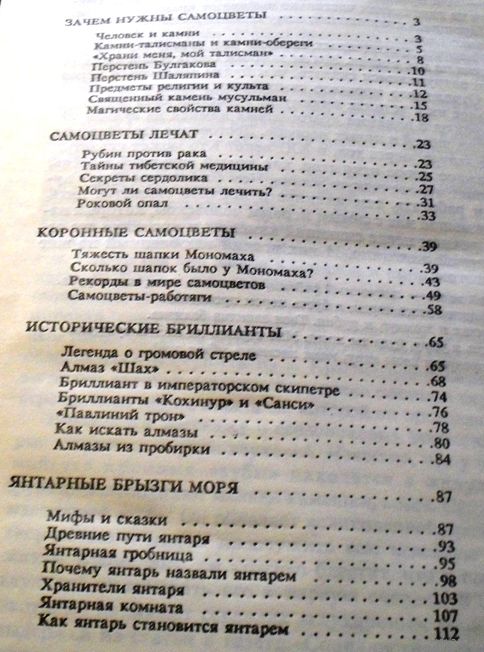 ЗАЧЕМ НУЖНЫ САМОЦВЕТЫ . . . 3
Человек и камни . . . 3
Камни-талисманы и камни-обереги . . . 5
«Храни меня, мой талисман» . . . 8
Перстень Булгакова . . . 10
Перстень Шаляпина . . . 11
Предметы религии и культа . . . 12
Священный камень мусульман . . . 15
Магические свойства камней . . . 18
САМОЦВЕТЫ ЛЕЧАТ . . . 23
Рубин против рака . . . 23
Тайны тибетской медицины . . . 25
Секреты сердолика . . . 27
Могут ли самоцветы лечить? . . . 31
Роковой опал . . . 33
КОРОННЫЕ САМОЦВЕТЫ . . . 39
Тяжесть шапки Мономаха . . . 39
Сколько шапок было у Мономаха? . . . 43
Рекорды в мире самоцветов . . . 49
Самоцветы-работяги . . . 58
ИСТОРИЧЕСКИЕ БРИЛЛИАНТЫ . . . 65
Легенда о громовой стреле . . . 65
Алмаз «Шах» . . . 68
Бриллиант в императорском скипетре . . . 74
Бриллианты «Кохинур» и «Санси» . . . 76
«Павлиний трон» . . . 78
Как искать алмазы . . . 80
Алмазы из пробирки . . . 84
ЯНТАРНЫЕ БРЫЗГИ МОРЯ . . . 87
Мифы и сказки . . . 87
Древние пути янтаря . . . 93
Янтарная гробница . . . 95
Почему янтарь назвали янтарем . . . 98
Хранители янтаря . . . 103
Янтарная комната . . . 107
Как янтарь становится янтарем . . . 112